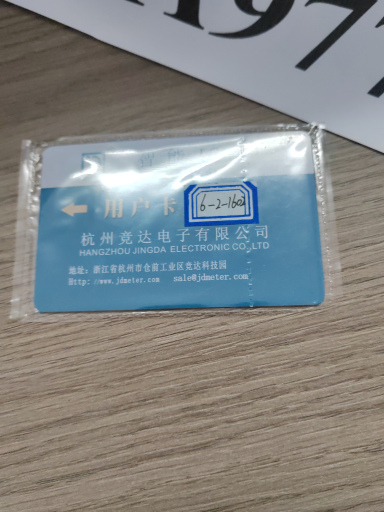 1977
用户卡
6-2-1602
杭州竞达电子有限公司
HANGZHOU JINGDA ELECTRONIC CO.,LTD
地址: 浙江省杭州市仓前工业区竞达科技园
Http://www.jdmeter.com sale@jdmeter.com